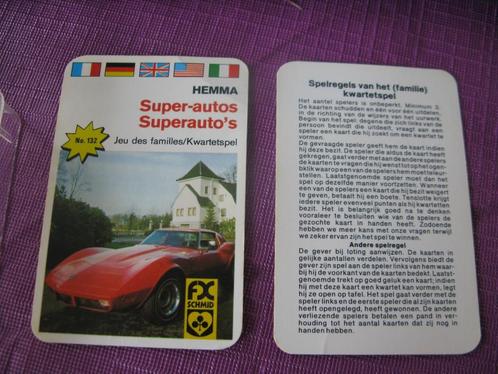 HEMMA
Super-autos
Superauto's
No. 132
Jeu des familles/Kwartetspel
FX
SCHMID
Spelregels van het (familie)
kwartetspel
Het aantal spelers is onbeperkt. Minimum 3.
De kaarten schudden en één voor één uitdelen,
in de richting van de wijzers van het uurwerk.
Begin van het spel: degene die zich links van de
persoon bevindt die uitdeelt, vraagt aan een
speler een kaart die hij zoekt om een kwartet te
vormen.
De gevraagde speler geeft hem de kaart indien
hij deze bezit. De speler die aldus de kaart heeft
gekregen, gaat verder met aan de andere spelers
de kaarten te vragen die hij wenst tot op het ogen-
blik waarop een van de spelers hem meer kan ant-
woorden. Laatstgenoemde moet dan het
spel op dezelfde manier voortzetten. Wanneer
een van de spelers een kaart die hij bezit weigert
te geven, betaalt hij een boete. Tenslotte krijgt
iedere speler evenveel punten als hij kwartetten
bezit. Het is belangrijk goed na te denken
vooraleer te besluiten wie van de spelers de
gezochte kaart in handen heeft. Zodoende
hebben we meer kans met onze vragen terwijl
we zeker ervan zijn het spel te winnen.
Andere spelregel
De gever bij loting aanwijzen. De kaarten in
gelijke aantallen verdelen. Vervolgens biedt de
gever zijn spel aan de speler links van hem waar-
bij hij de voorkant van de kaarten bedekt. Laatst-
genoemde trekt op goed geluk een kaart; indien
hij met deze kaart een kwartet kan vormen, legt
hij ze open op tafel. Het spel gaat verder met de
speler links en de eerste speler die al zijn kaarten
heeft opengelegd, heeft gewonnen. De andere
verliezende spelers betalen een pand in ver-
houding tot het aantal kaarten dat zij nog in
handen hebben.